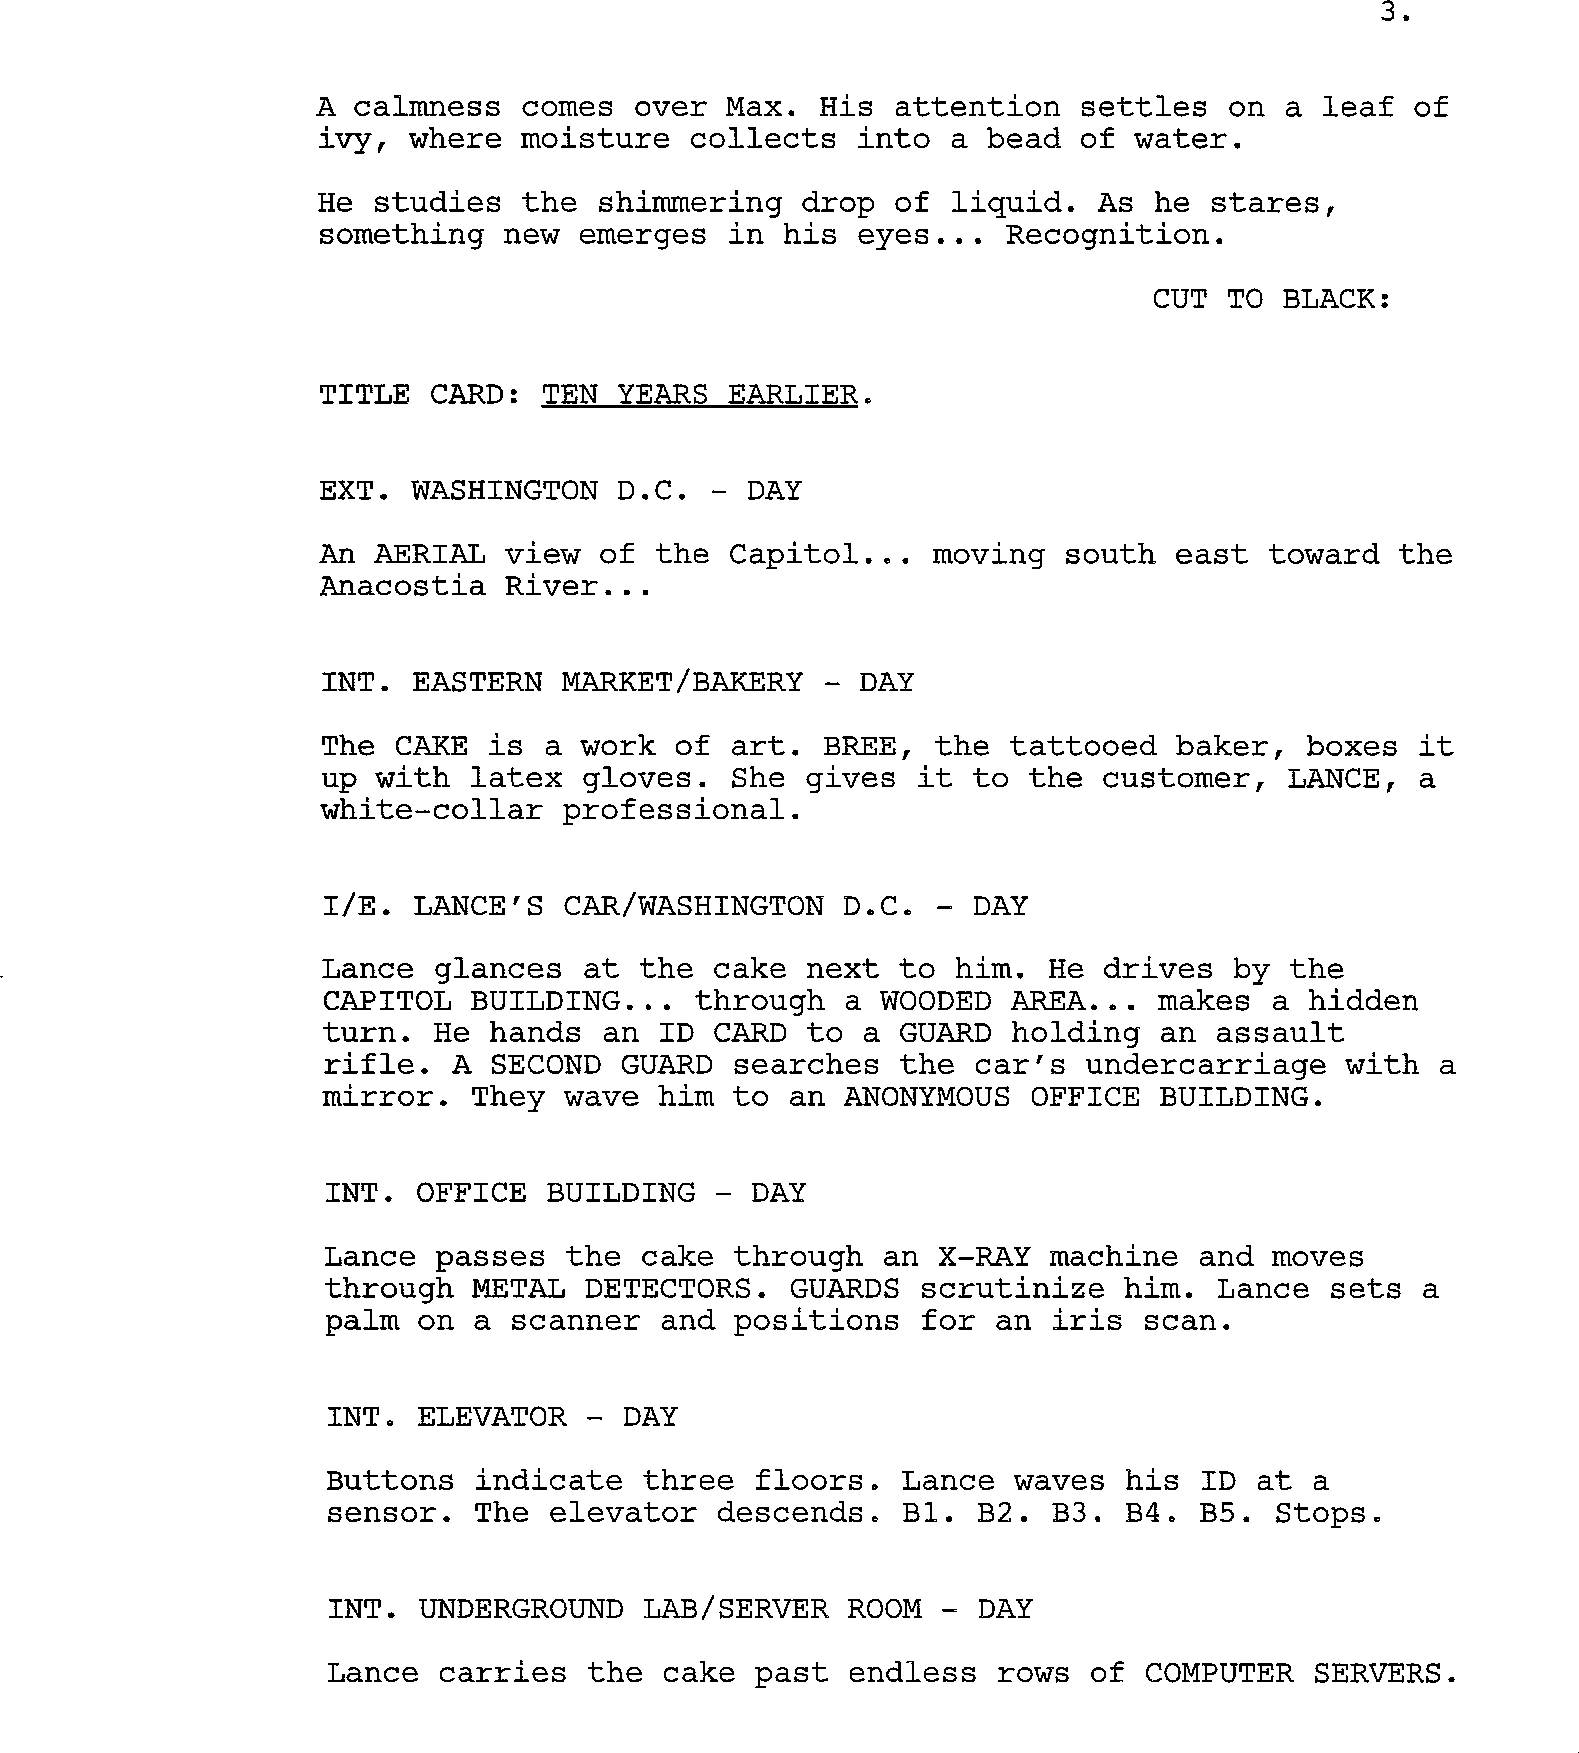 3.
A calmness comes over Max. His attention settles on a leaf of
ivy, where moisture collects into a bead of water.
He studies the shimmering drop of liquid. As he stares,
something new emerges in his eyes... Recognition.
CUT TO BLACK:
TITLE CARD: TEN YEARS EARLIER.
EXT. WASHINGTON D.C. - DAY
An AERIAL view of the Capitol... moving south east toward the
Anacostia River...
INT. EASTERN MARKET/BAKERY - DAY
The CAKE is a work of art. BREE, the tattooed baker, boxes it
up with latex gloves. She gives it to the customer, LANCE, a
white-collar professional.
I/E. LANCE'S CAR/WASHINGTON D.C. - DAY
Lance glances at the cake next to him. He drives by the
CAPITOL BUILDING... through a WOODED AREA... makes a hidden
turn. He hands an ID CARD to a GUARD holding an assault
rifle. A SECOND GUARD searches the car's undercarriage with a
mirror. They wave him to an ANONYMOUS OFFICE BUILDING.
INT. OFFICE BUILDING - DAY
Lance passes the cake through an X-RAY machine and moves
through METAL DETECTORS. GUARDS scrutinize him. Lance sets a
palm on a scanner and positions for an iris scan.
INT. ELEVATOR - DAY
Buttons indicate three floors. Lance waves his ID at a
sensor. The elevator descends. B1. B2. B3. B4. B5. Stops.
INT. UNDERGROUND LAB/SERVER ROOM - DAY
Lance carries the cake past endless rows of COMPUTER SERVERS.